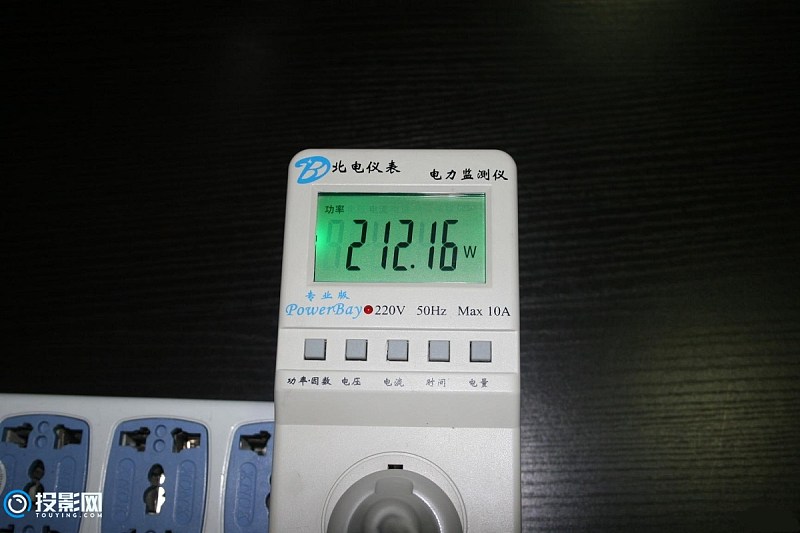 B 北电仪表 电力监测仪
功率
212.16 W
专业版
PowerBay 220V 50Hz Max 10A
功率·因数 电压 电流 时间 电量
投影网
TOUYING.COM